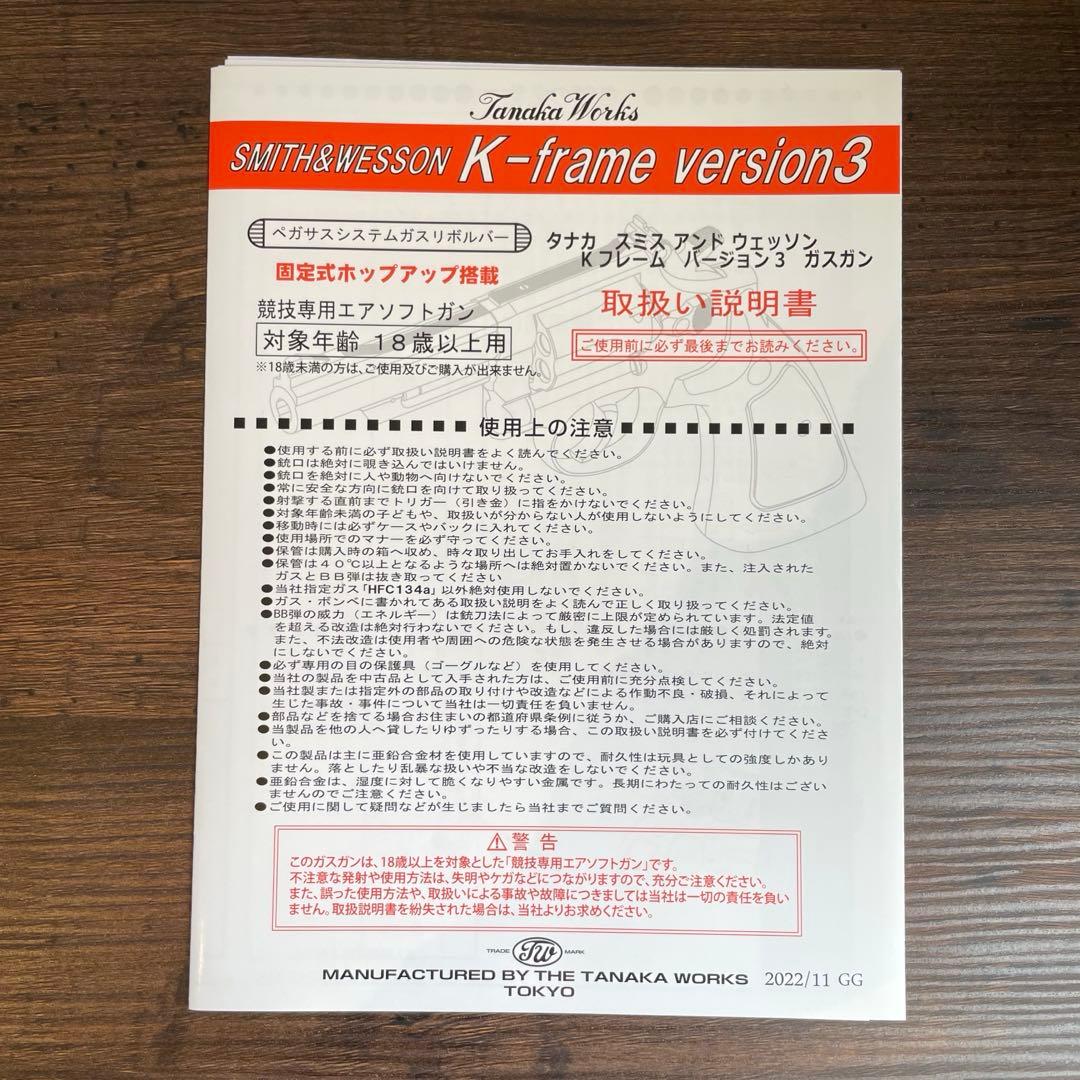 Tanaka Works
SMITH&WESSON K-frame version3
ペガサスシステムガスリボルバー
固定式ホップアップ搭載
競技専用エアソフトガン
対象年齢 18歳以上用
※18歳未満の方は、ご使用及びご購入が出来ません。
タナカ スミス アンド ウェッソン
Kフレーム バージョン3 ガスガン
取扱い説明書
ご使用前に必ず最後までお読みください。
使用上の注意
●使用する前に必ず取扱い説明書をよく読んでください。
●銃口は絶対に覗き込んではいけません。
●銃口を絶対に人や動物へ向けないでください。
●常に安全な方向に銃口を向けて取り扱ってください。
●射撃する直前までトリガー（引き金）に指をかけないでください。
●対象年齢未満の子どもや、取扱いが分からない人が使用しないようにしてください。
●移動時には必ずケースやバックに入れてください。
●使用場所でのマナーを必ず守ってください。
●保管は購入時の箱へ収め、時々取り出してお手入れをしてください。
●保管は40℃以上となるような場所へは絶対置かないでください。また、注入された
ガスとBB弾は抜き取ってください
●当社指定ガス「HFC134a」以外絶対使用しないでください。
●ガス・ボンベに書かれてある取扱い説明をよく読んで正しく取り扱ってください。
●BB弾の威力（エネルギー）は銃刀法によって厳密に上限が定められています。法定値
を超える改造は絶対行わないでください。もし、違反した場合には厳しく処罰されます。
また、不法改造は使用者や周囲への危険な状態を発生させる場合がありますので、絶対
にしないでください。
●必ず専用の目の保護具（ゴーグルなど）を使用してください。
●当社の製品を中古品として入手された方は、ご使用前に充分点検してください。
●当社製または指定外の部品の取り付けや改造などによる作動不良・破損、それによって
生じた事故・事件について当社は一切責任を負いません。
●部品などを捨てる場合お住まいの都道府県条例に従うか、ご購入店にご相談ください。
●当製品を他の人へ貸したりゆずったりする場合、この取扱い説明書を必ず付けてくださ
い。
●この製品は主に亜鉛合金材を使用していますので、耐久性は玩具としての強度しかあり
ません。落としたり乱暴な扱いや不当な改造をしないでください。
●亜鉛合金は、湿度に対して脆くなりやすい金属です。長期にわたっての耐久性はござい
ませんのでご注意ください。
●ご使用に関して疑問などが生じましたら当社までご質問ください。
⚠警告
このガスガンは、18歳以上を対象とした「競技専用エアソフトガン」です。
不注意な発射や使用方法は、失明やケガなどにつながりますので、充分ご注意ください。
また、誤った使用方法や、取扱いによる事故や故障につきましては当社は一切の責任を負い
ません。取扱説明書を紛失された場合は、当社よりお求めください。
TRADE TW MARK
MANUFACTURED BY THE TANAKA WORKS
TOKYO
2022/11 GG